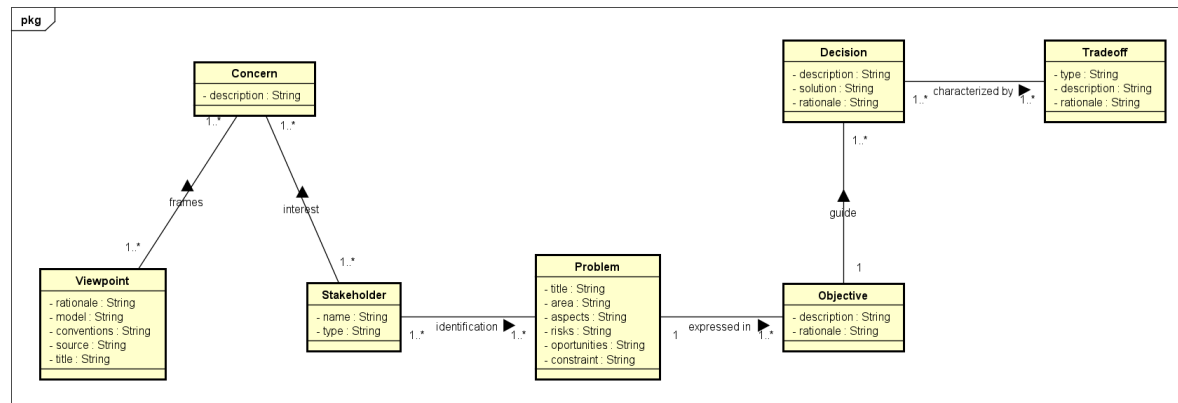 pkg
Concern
- description : String
1..*
1..*
frames
1..*
interest
1..*
Viewpoint
- rationale : String
- model : String
- conventions : String
- source : String
- title : String
Stakeholder
- name : String
- type : String
1..*
identification
1..*
Problem
- title : String
- area : String
- aspects : String
- risks : String
- oportunities : String
- constraint : String
1
expressed in
1..*
Objective
- description : String
- rationale : String
1
guide
1..*
Decision
- description : String
- solution : String
- rationale : String
1..*
characterized by
1..*
Tradeoff
- type : String
- description : String
- rationale : String